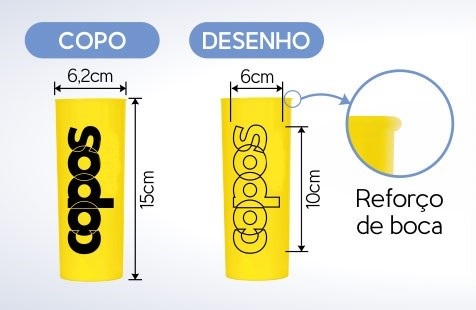 COPO
DESENHO
6,2cm
6cm
copos
15cm
copos
10cm
Reforço
de boca